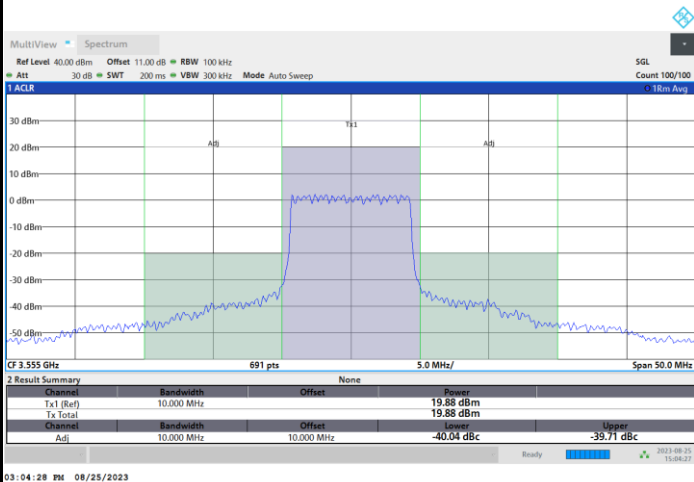 MultiView Spectrum
Ref Level 40.00 dBm Offset 11.00 dB RBW 100 kHz SGL
Att 30 dB SWT 200 ms VBW 300 kHz Mode Auto Sweep Count 100/100
1 ACLR 1Rm Avg
30 dBm
Tx1
20 dBm Adj Adj
10 dBm
0 dBm
-10 dBm
-20 dBm
-30 dBm
-40 dBm
-50 dBm
CF 3.555 GHz 691 pts 5.0 MHz/ Span 50.0 MHz
2 Result Summary None
Channel Bandwidth Offset Power
Tx1 (Ref) 10.000 MHz 19.88 dBm
Tx Total 19.88 dBm
Channel Bandwidth Offset Lower Upper
Adj 10.000 MHz 10.000 MHz -40.04 dBc -39.71 dBc
Ready 2023-08-25
15:04:27
03:04:28 PM 08/25/2023